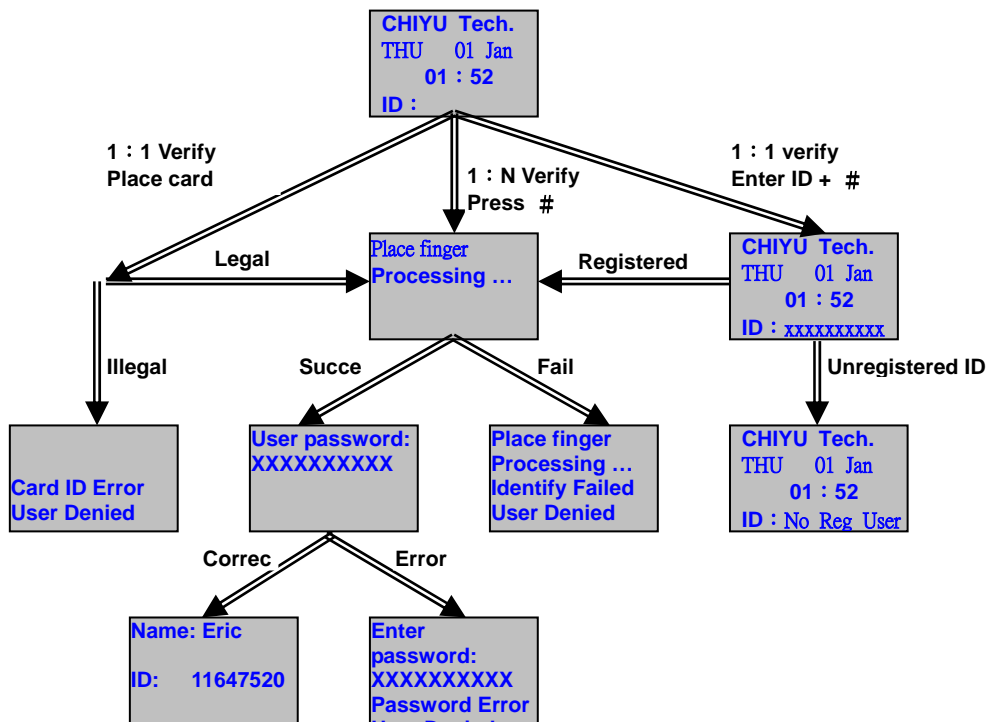 CHIYU Tech.
THU 01 Jan
01：52
ID：
1：1 Verify
Place card
1：N Verify
Press ＃
1：1 verify
Enter ID + ＃
Legal
Place finger
Processing …
Registered
CHIYU Tech.
THU 01 Jan
01：52
ID：xxxxxxxxxx
Illegal
Succe
Fail
Unregistered ID
Card ID Error
User Denied
User password:
XXXXXXXXXX
Place finger
Processing …
Identify Failed
User Denied
CHIYU Tech.
THU 01 Jan
01：52
ID：No Reg User
Correc
Error
Name: Eric
ID: 11647520
Enter
password:
XXXXXXXXXX
Password Error